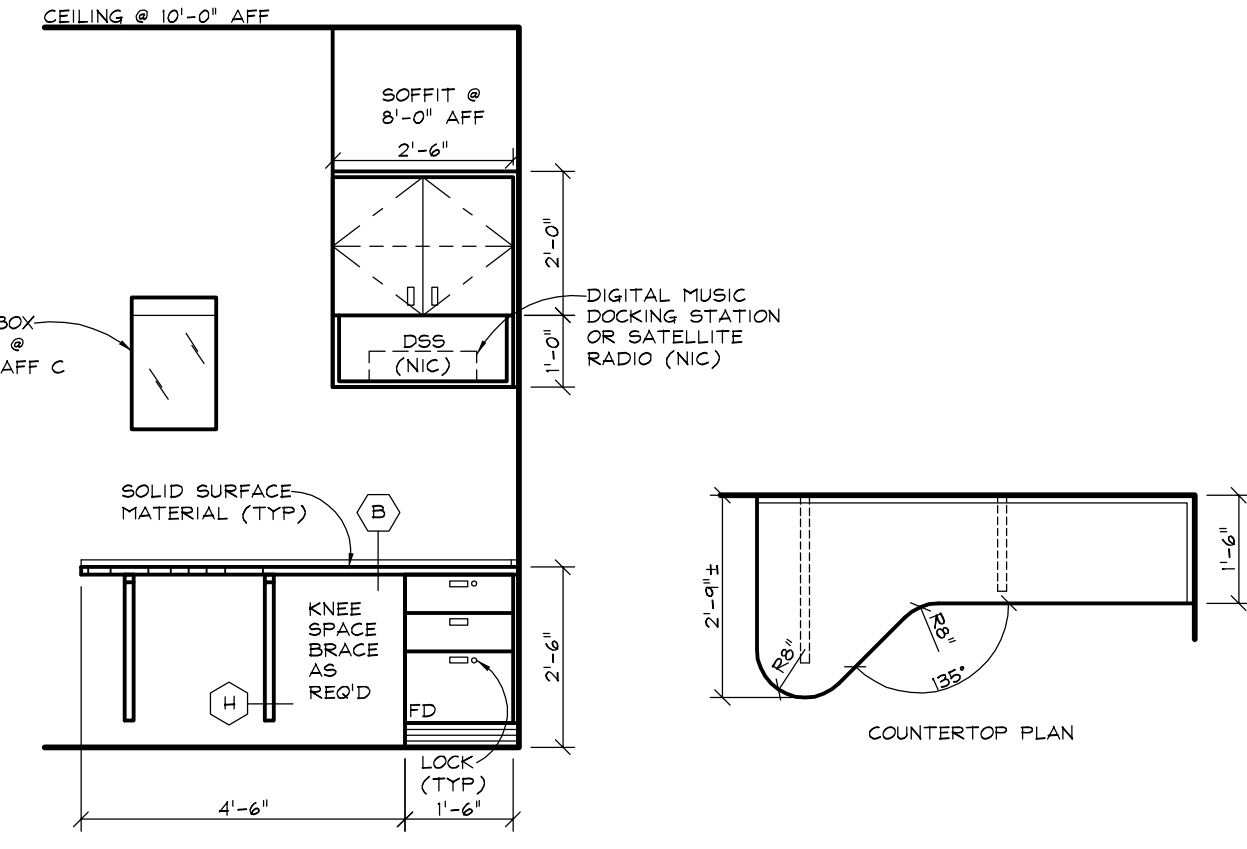 CEILING @ 10'-0" AFF
SOFFIT @
8'-0" AFF
2'-6"
2'-0"
1'-0"
DIGITAL MUSIC
DOCKING STATION
OR SATELLITE
RADIO (NIC)
DSS
(NIC)
BOX
@
AFF C
SOLID SURFACE
MATERIAL (TYP)
B
KNEE
SPACE
BRACE
AS
REQ'D
H
FD
2'-6"
LOCK
(TYP)
4'-6"
1'-6"
2'-9"±
1'-6"
R8"
R8"
135°
COUNTERTOP PLAN